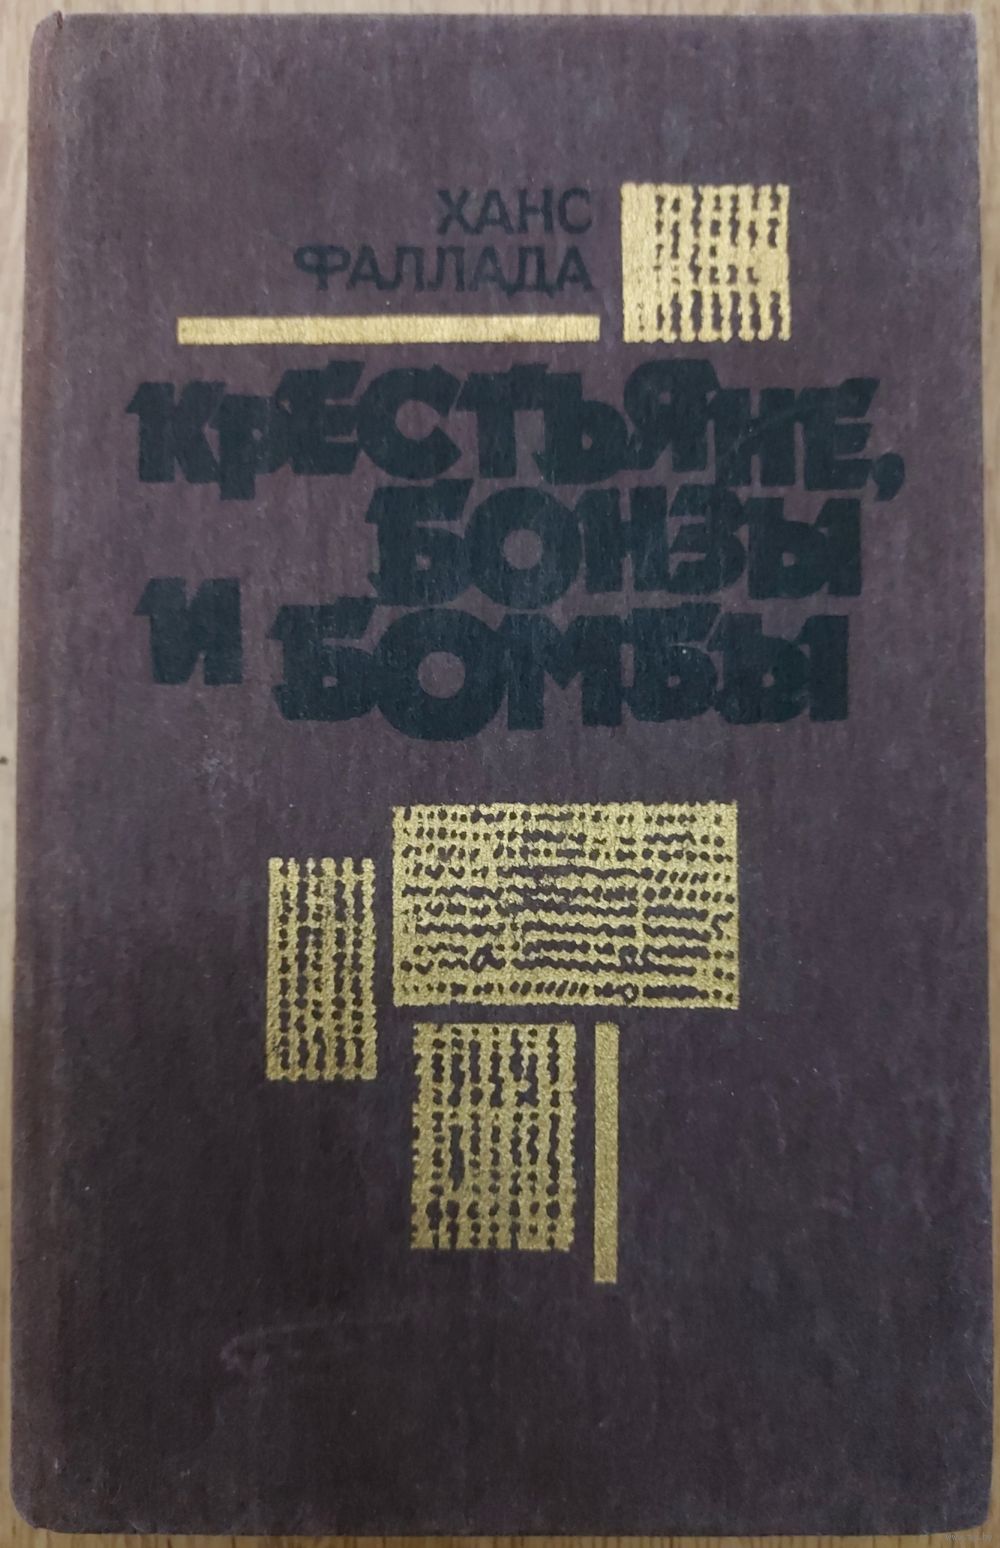 ХАНС
ФАЛЛАДА
КРЕСТЬЯНЕ,
БОНЗЫ
И БОМБЫ